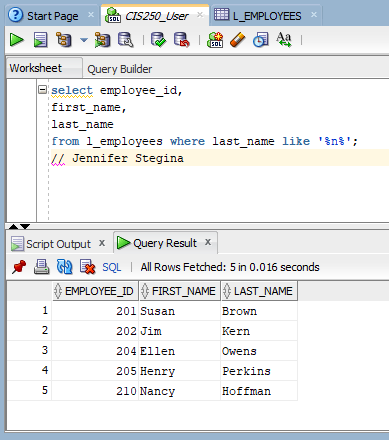 Start Page x CIS250_User x L_EMPLOYEES x
SQL Aa
Worksheet Query Builder
select employee_id,
first_name,
last_name
from l_employees where last_name like '%n%';
// Jennifer Stegina
Script Output x Query Result x
SQL | All Rows Fetched: 5 in 0.016 seconds
EMPLOYEE_ID FIRST_NAME LAST_NAME
1 201 Susan Brown
2 202 Jim Kern
3 204 Ellen Owens
4 205 Henry Perkins
5 210 Nancy Hoffman